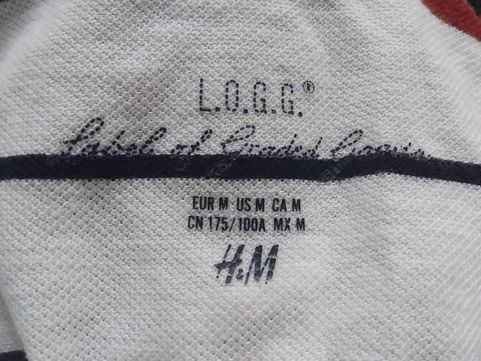 L.O.G.G.®
Label of Graded Goods
EUR M US M CA M
CN 175/100A MX M
H&M